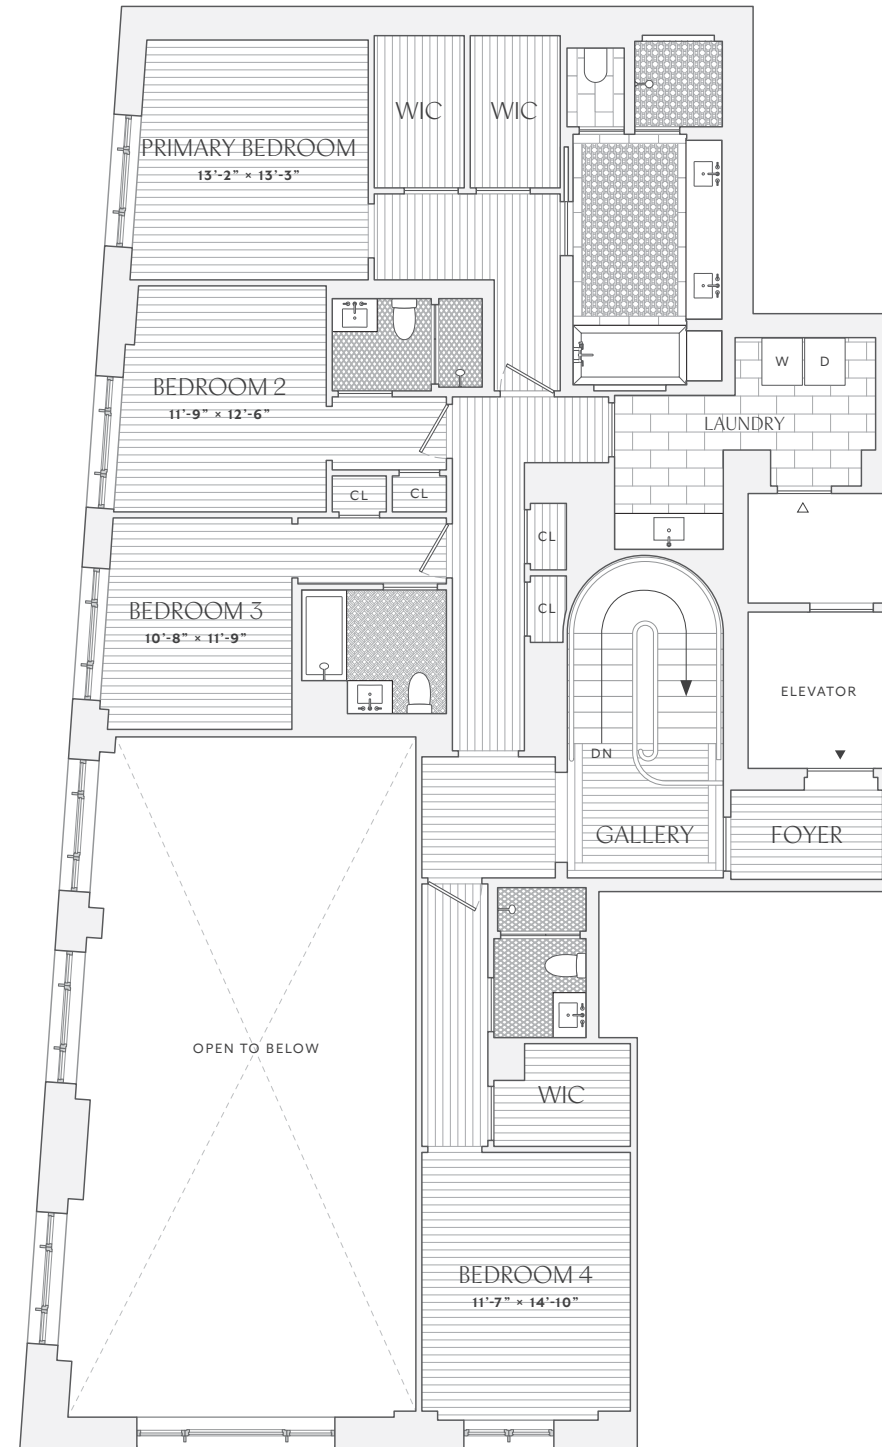 WIC
WIC
PRIMARY BEDROOM
13'-2" × 13'-3"
W
D
BEDROOM 2
11'-9" × 12'-6"
LAUNDRY
CL
CL
CL
CL
BEDROOM 3
10'-8" × 11'-9"
ELEVATOR
DN
GALLERY
FOYER
OPEN TO BELOW
WIC
BEDROOM 4
11'-7" × 14'-10"